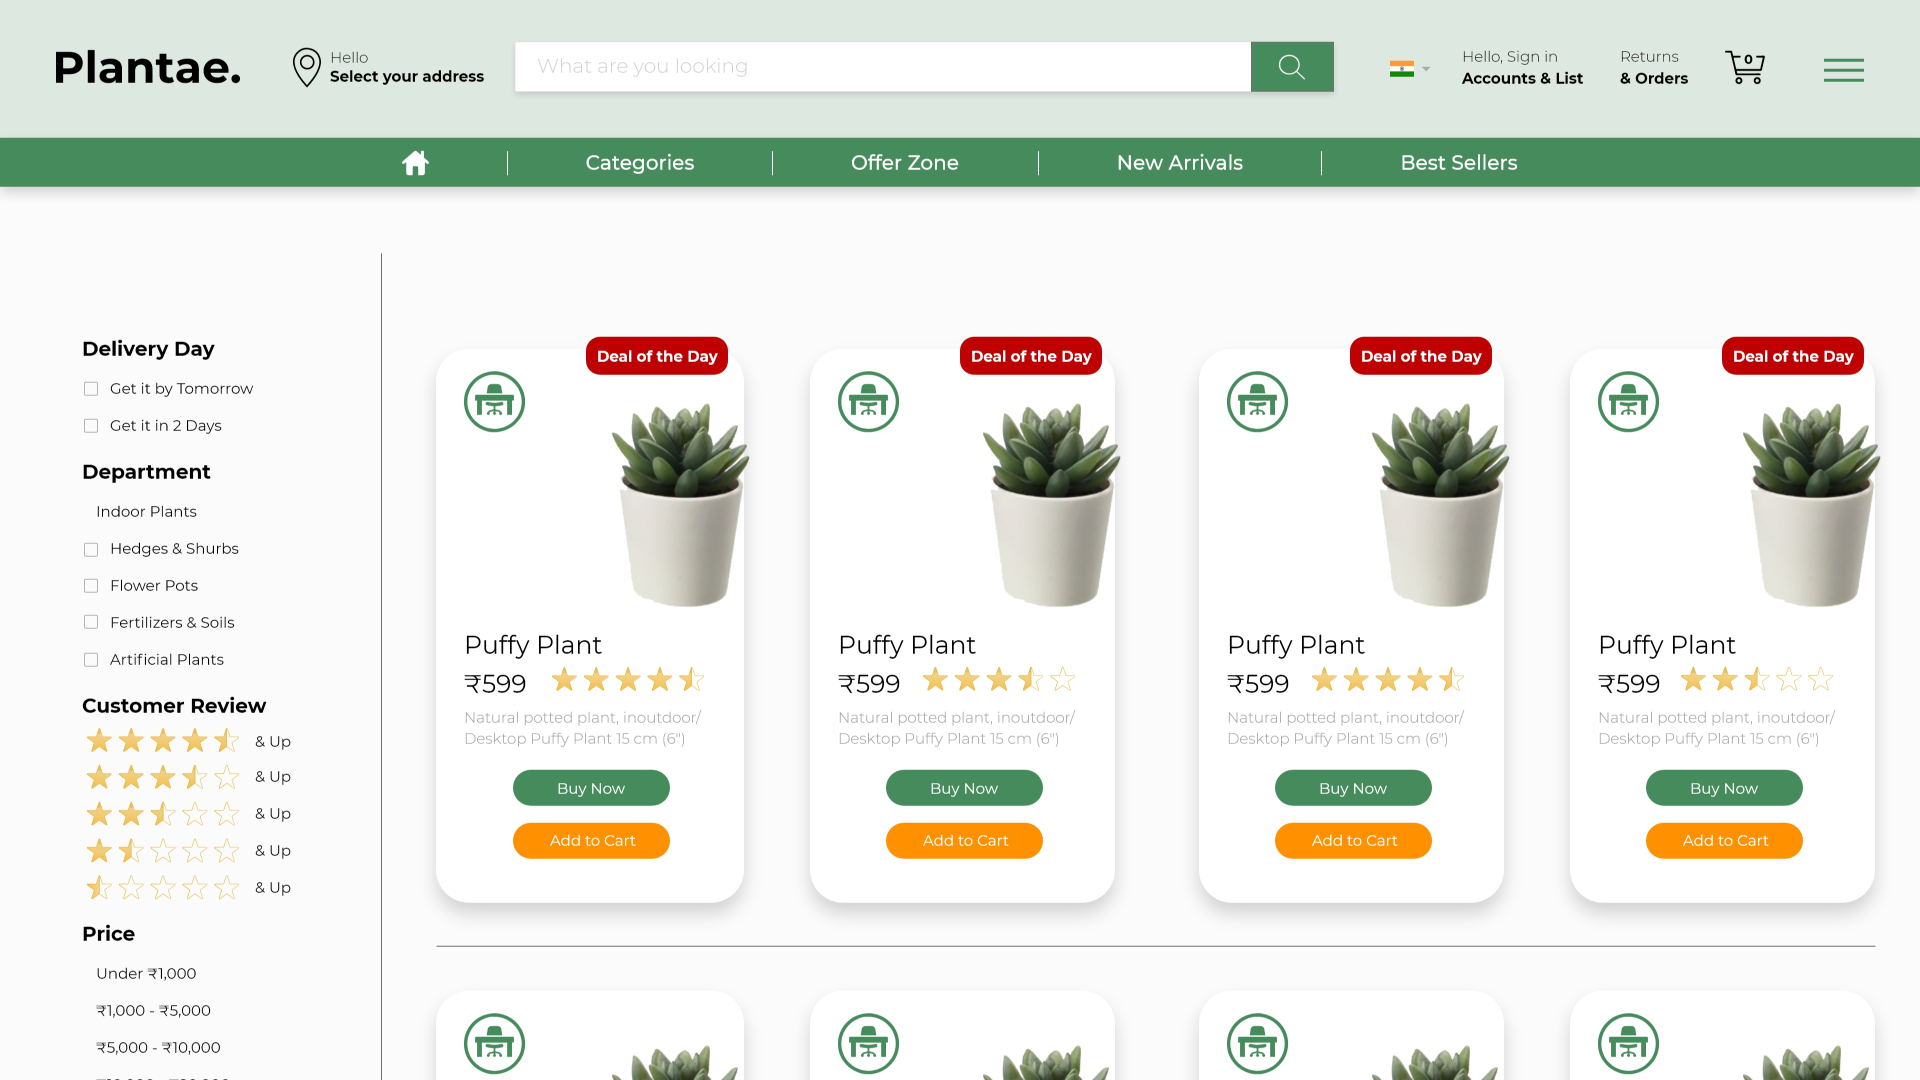 Plantae.
Hello
Select your address
What are you looking
Hello, Sign in
Accounts & List
Returns
& Orders
0
Categories
Offer Zone
New Arrivals
Best Sellers
Delivery Day
Get it by Tomorrow
Get it in 2 Days
Department
Indoor Plants
Hedges & Shurbs
Flower Pots
Fertilizers & Soils
Artificial Plants
Customer Review
& Up
& Up
& Up
& Up
& Up
Price
Under ₹1,000
₹1,000 - ₹5,000
₹5,000 - ₹10,000
Deal of the Day
Puffy Plant
₹599
Natural potted plant, inoutdoor/
Desktop Puffy Plant 15 cm (6")
Buy Now
Add to Cart
Deal of the Day
Puffy Plant
₹599
Natural potted plant, inoutdoor/
Desktop Puffy Plant 15 cm (6")
Buy Now
Add to Cart
Deal of the Day
Puffy Plant
₹599
Natural potted plant, inoutdoor/
Desktop Puffy Plant 15 cm (6")
Buy Now
Add to Cart
Deal of the Day
Puffy Plant
₹599
Natural potted plant, inoutdoor/
Desktop Puffy Plant 15 cm (6")
Buy Now
Add to Cart